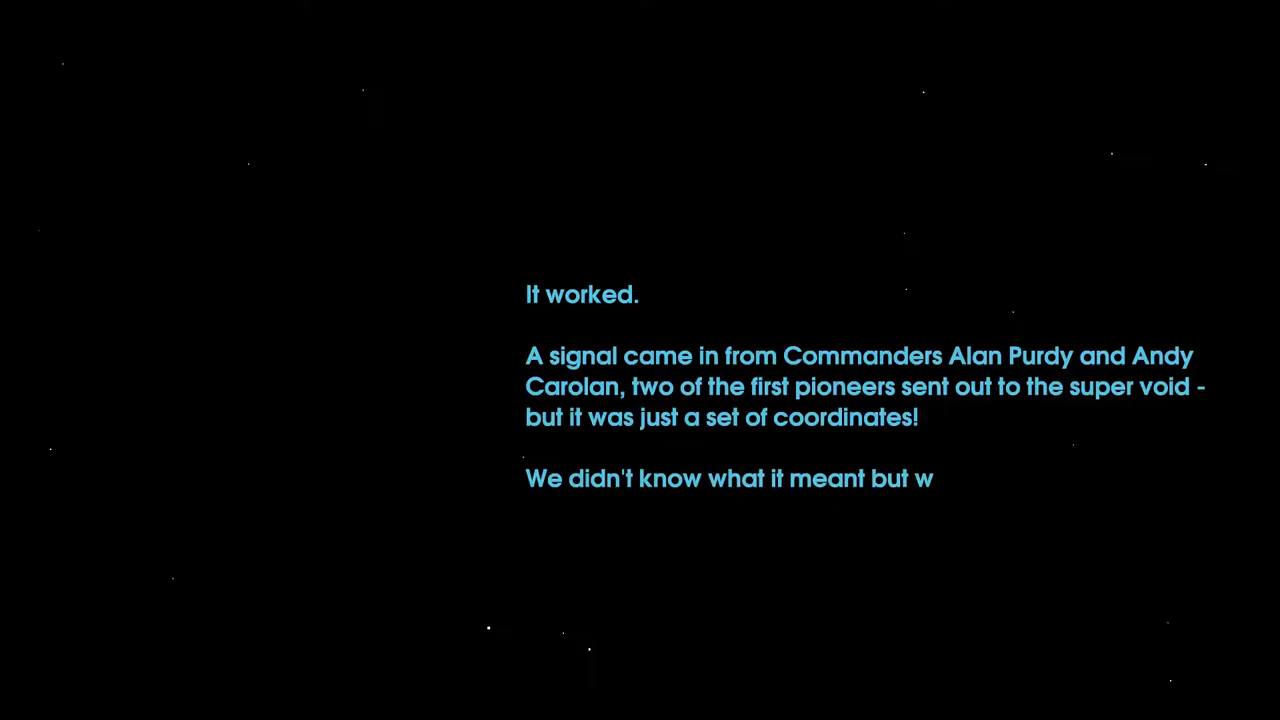 It worked.
A signal came in from Commanders Alan Purdy and Andy
Carolan, two of the first pioneers sent out to the super void -
but it was just a set of coordinates!
We didn't know what it meant but w